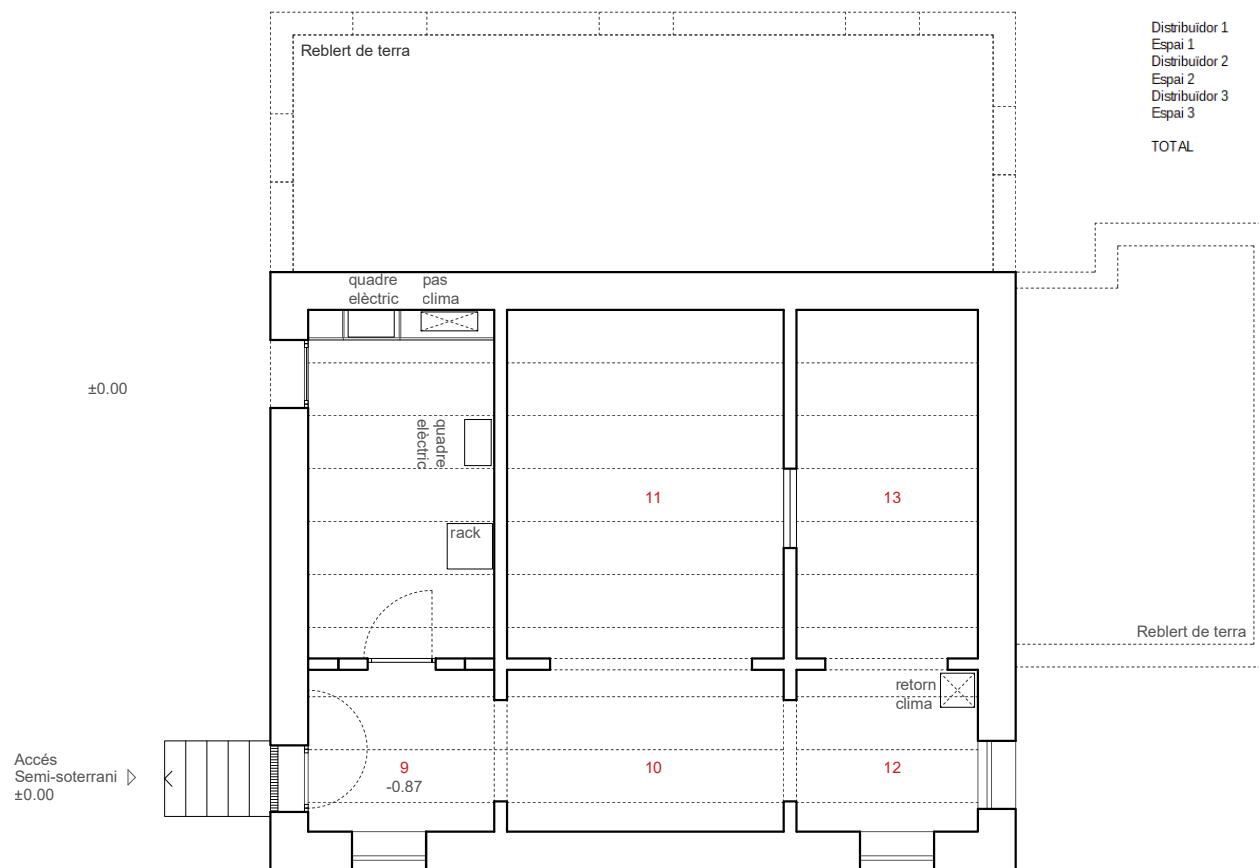 Distribuïdor 1
Espai 1
Distribuïdor 2
Espai 2
Distribuïdor 3
Espai 3
TOTAL
Reblert de terra
quadre
elèctric
pas
clima
±0.00
quadre
elèctric
11
13
rack
Reblert de terra
retorn
clima
Accés
Semi-soterrani
±0.00
9
-0.87
10
12